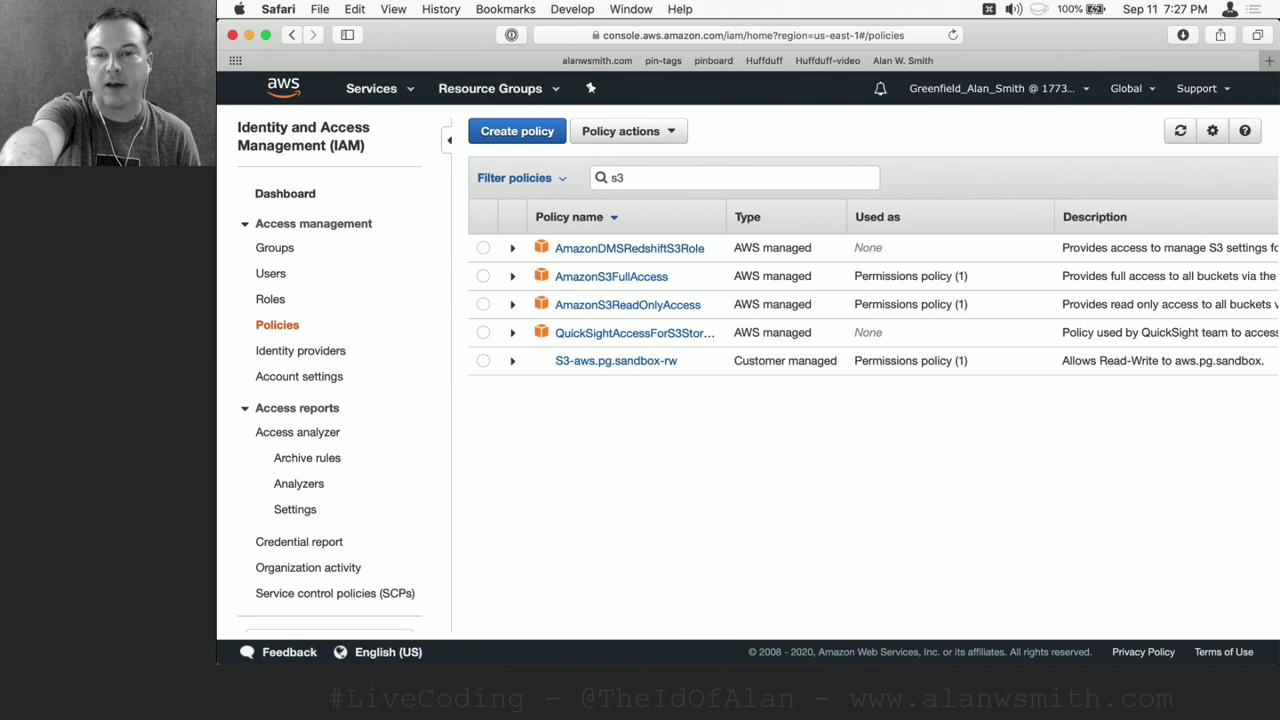 Safari File Edit View History Bookmarks Develop Window Help 100% Sep 11 7:27 PM
console.aws.amazon.com/iam/home?region=us-east-1#/policies
alanwsmith.com pin-tags pinboard Huffduff Huffduff-video Alan W. Smith
aws Services Resource Groups Greenfield_Alan_Smith @ 1773... Global Support
Identity and Access
Management (IAM)
Dashboard
Access management
Groups
Users
Roles
Policies
Identity providers
Account settings
Access reports
Access analyzer
Archive rules
Analyzers
Settings
Credential report
Organization activity
Service control policies (SCPs)
Create policy Policy actions
Filter policies s3
Policy name Type Used as Description
AmazonDMSRedshiftS3Role AWS managed None Provides access to manage S3 settings fo
AmazonS3FullAccess AWS managed Permissions policy (1) Provides full access to all buckets via the
AmazonS3ReadOnlyAccess AWS managed Permissions policy (1) Provides read only access to all buckets v
QuickSightAccessForS3Stor... AWS managed None Policy used by QuickSight team to access
S3-aws.pg.sandbox-rw Customer managed Permissions policy (1) Allows Read-Write to aws.pg.sandbox.
Feedback English (US) © 2008 - 2020, Amazon Web Services, Inc. or its affiliates. All rights reserved. Privacy Policy Terms of Use
#LiveCoding - @TheIdOfAlan - www.alanwsmith.com